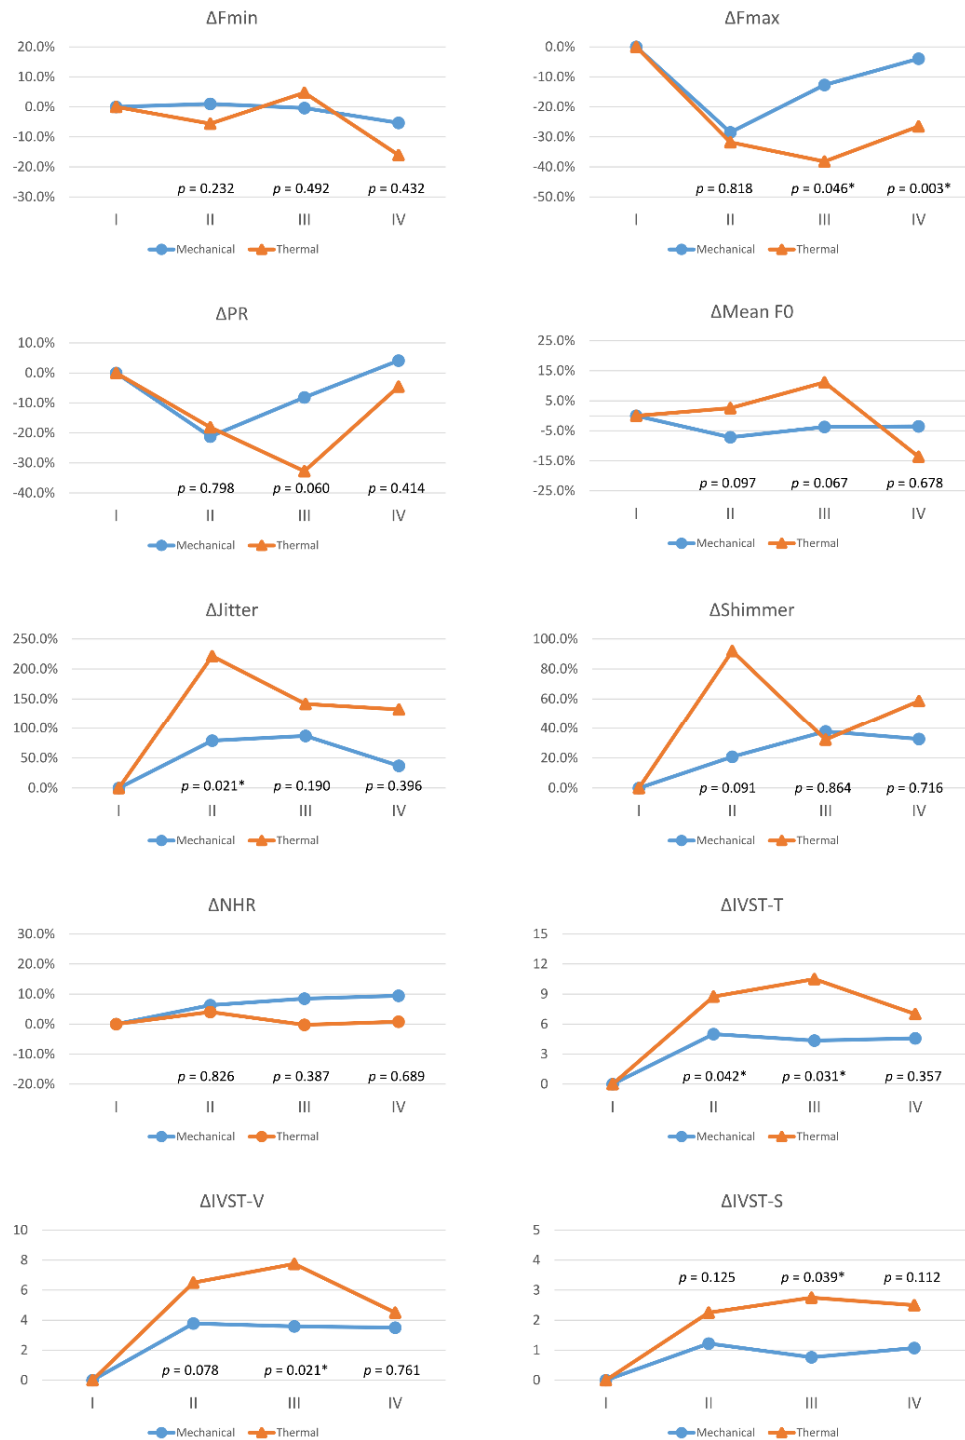 ΔFmin
20.0%
10.0%
0.0%
-10.0%
-20.0%
-30.0%
p = 0.232 p = 0.492 p = 0.432
I II III IV
Mechanical Thermal
ΔFmax
0.0%
-10.0%
-20.0%
-30.0%
-40.0%
-50.0%
p = 0.818 p = 0.046* p = 0.003*
I II III IV
Mechanical Thermal
ΔPR
10.0%
0.0%
-10.0%
-20.0%
-30.0%
-40.0%
p = 0.798 p = 0.060 p = 0.414
I II III IV
Mechanical Thermal
ΔMean F0
25.0%
15.0%
5.0%
-5.0%
-15.0%
-25.0%
p = 0.097 p = 0.067 p = 0.678
I II III IV
Mechanical Thermal
ΔJitter
250.0%
200.0%
150.0%
100.0%
50.0%
0.0%
p = 0.021* p = 0.190 p = 0.396
I II III IV
Mechanical Thermal
ΔShimmer
100.0%
80.0%
60.0%
40.0%
20.0%
0.0%
p = 0.091 p = 0.864 p = 0.716
I II III IV
Mechanical Thermal
ΔNHR
30.0%
20.0%
10.0%
0.0%
-10.0%
-20.0%
p = 0.826 p = 0.387 p = 0.689
I II III IV
Mechanical Thermal
ΔIVST-T
15
12
9
6
3
0
p = 0.042* p = 0.031* p = 0.357
I II III IV
Mechanical Thermal
ΔIVST-V
10
8
6
4
2
0
p = 0.078 p = 0.021* p = 0.761
I II III IV
Mechanical Thermal
ΔIVST-S
5
4
3
2
1
0
p = 0.125 p = 0.039* p = 0.112
I II III IV
Mechanical Thermal